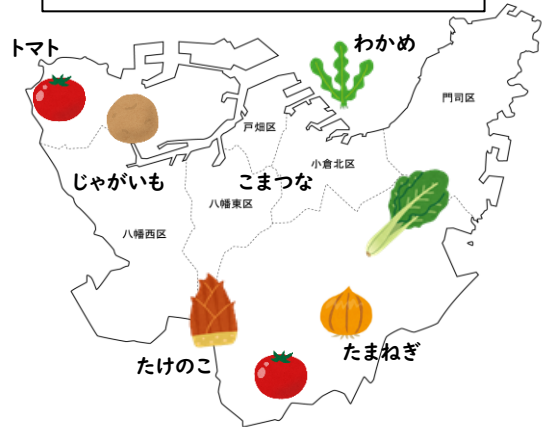 トマト
わかめ
門司区
戸畑区
小倉北区
じゃがいも
こまつな
八幡東区
八幡西区
たけのこ
たまねぎ